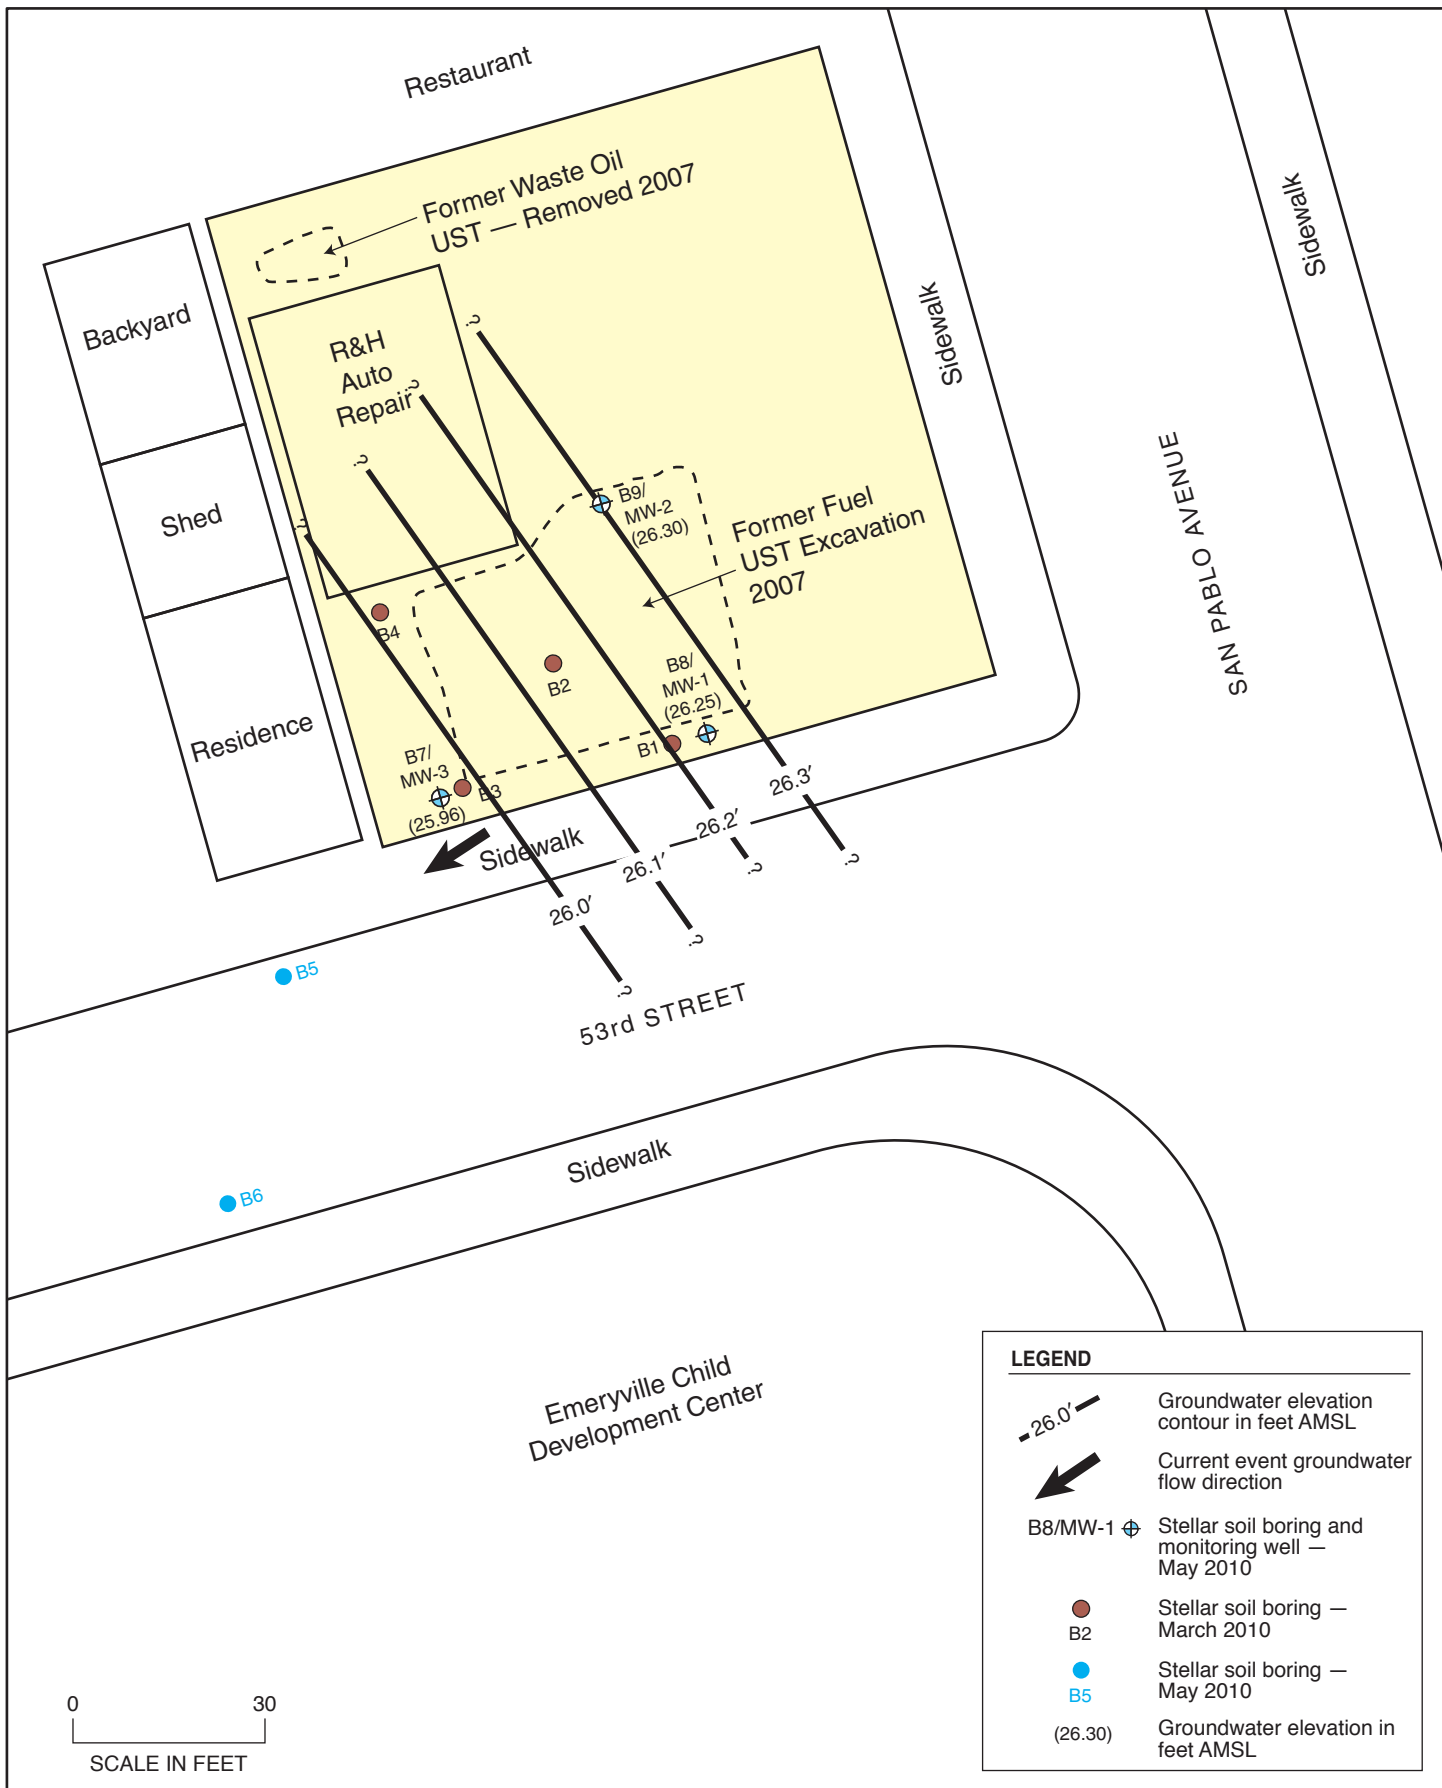 Restaurant
Former Waste Oil
UST — Removed 2007
Backyard
Shed
Residence
R&H
Auto
Repair
?
?
?
?
Sidewalk
Sidewalk
SAN PABLO AVENUE
B9/
MW-2
(26.30)
Former Fuel
UST Excavation
2007
B4
B2
B8/
MW-1
(26.25)
B1
B7/
MW-3
(25.96)
B3
Sidewalk
26.3′
26.2′
26.1′
26.0′
?
?
?
?
B5
53rd STREET
B6
Sidewalk
Emeryville Child
Development Center
LEGEND
26.0′
Groundwater elevation
contour in feet AMSL
Current event groundwater
flow direction
B8/MW-1
Stellar soil boring and
monitoring well —
May 2010
B2
Stellar soil boring —
March 2010
B5
Stellar soil boring —
May 2010
(26.30)
Groundwater elevation in
feet AMSL
0 30
SCALE IN FEET